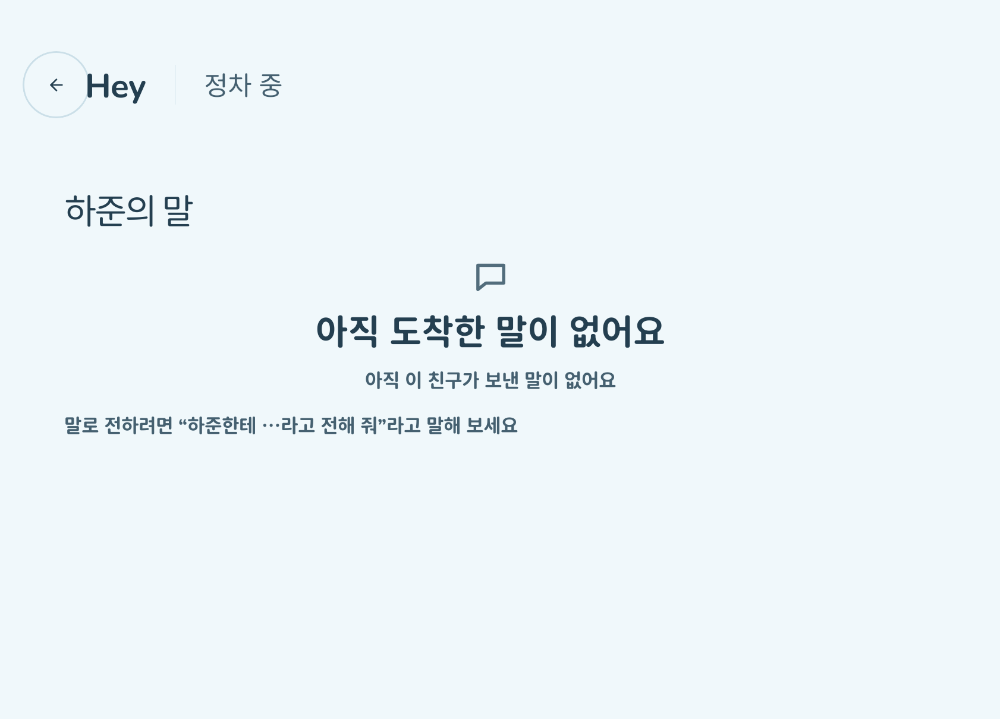 Hey 정차 중
하준의 말
아직 도착한 말이 없어요
아직 이 친구가 보낸 말이 없어요
말로 전하려면 “하준한테 …라고 전해 줘”라고 말해 보세요